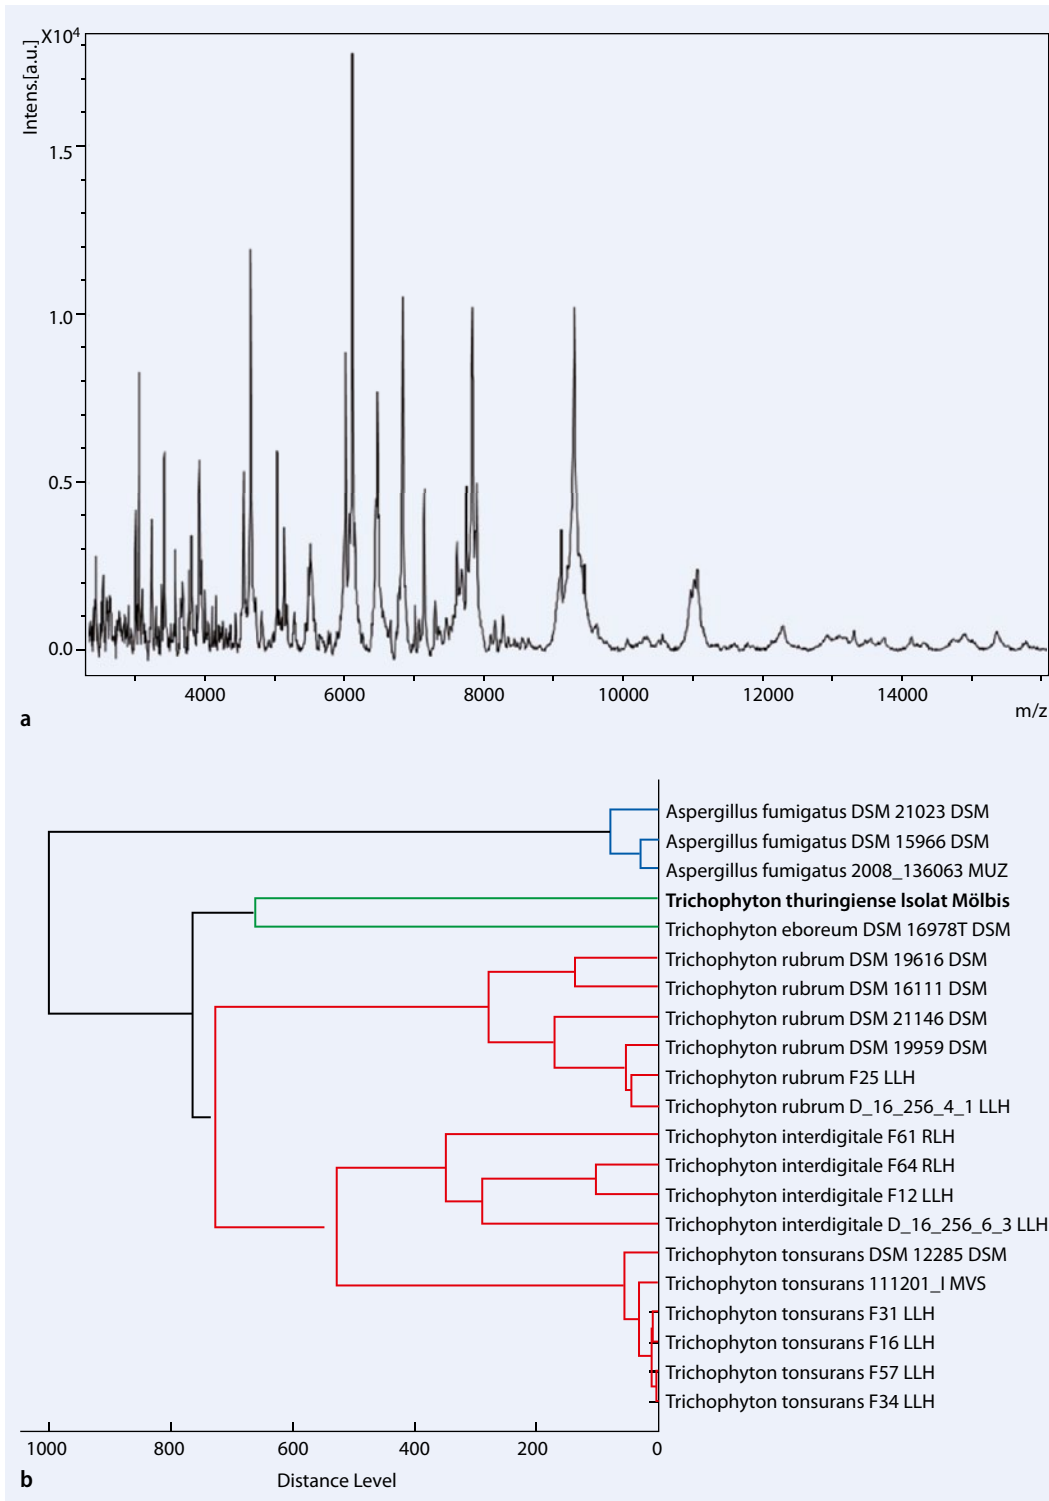 X10⁴
Intens.[a.u.]
1.5
1.0
0.5
0.0
4000 6000 8000 10000 12000 14000
m/z
a
Aspergillus fumigatus DSM 21023 DSM
Aspergillus fumigatus DSM 15966 DSM
Aspergillus fumigatus 2008_136063 MUZ
Trichophyton thuringiense Isolat Mölbis
Trichophyton eboreum DSM 16978T DSM
Trichophyton rubrum DSM 19616 DSM
Trichophyton rubrum DSM 16111 DSM
Trichophyton rubrum DSM 21146 DSM
Trichophyton rubrum DSM 19959 DSM
Trichophyton rubrum F25 LLH
Trichophyton rubrum D_16_256_4_1 LLH
Trichophyton interdigitale F61 RLH
Trichophyton interdigitale F64 RLH
Trichophyton interdigitale F12 LLH
Trichophyton interdigitale D_16_256_6_3 LLH
Trichophyton tonsurans DSM 12285 DSM
Trichophyton tonsurans 111201_I MVS
Trichophyton tonsurans F31 LLH
Trichophyton tonsurans F16 LLH
Trichophyton tonsurans F57 LLH
Trichophyton tonsurans F34 LLH
1000 800 600 400 200 0
b
Distance Level